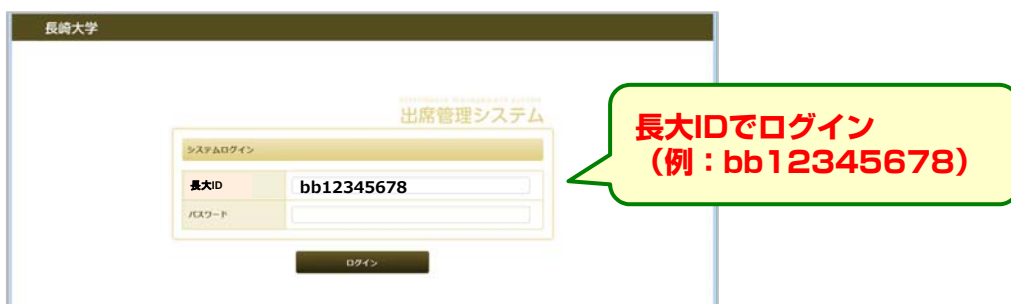 長崎大学
出席管理システム
システムログイン
長大ID
bb12345678
パスワード
ログイン
長大IDでログイン
（例：bb12345678）